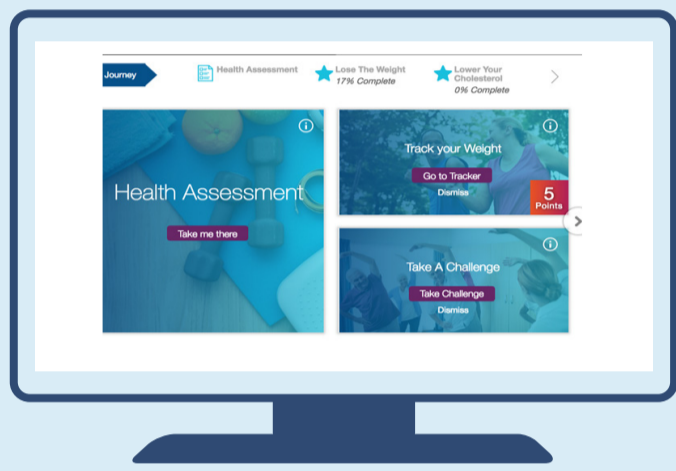 Journey
Health Assessment
Lose The Weight
17% Complete
Lower Your
Cholesterol
0% Complete
Health Assessment
Take me there
Track your Weight
Go to Tracker
Dismiss
5
Points
Take A Challenge
Take Challenge
Dismiss